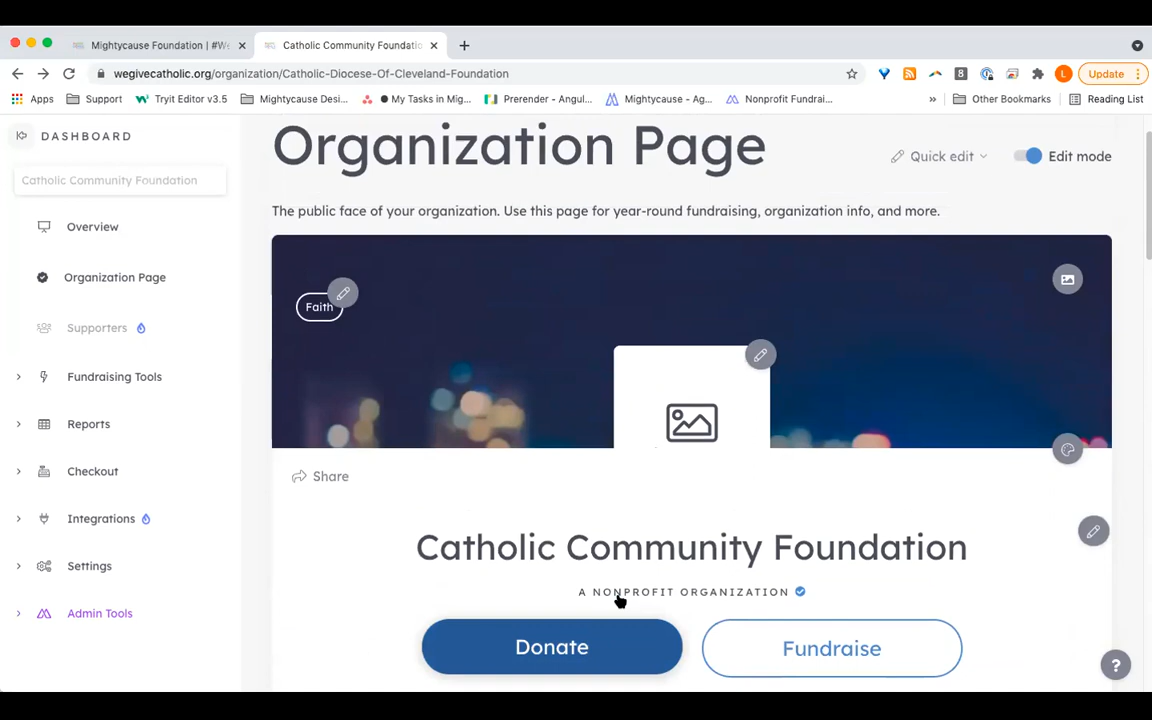 Mightycause Foundation | #We
Catholic Community Foundatio
wegivecatholic.org/organization/Catholic-Diocese-Of-Cleveland-Foundation
L
Update
Apps
Support
Tryit Editor v3.5
Mightycause Desi...
My Tasks in Mig...
Prerender - Angul...
Mightycause - Ag...
Nonprofit Fundrai...
»
Other Bookmarks
Reading List
DASHBOARD
Catholic Community Foundation
Overview
Organization Page
Supporters
Fundraising Tools
Reports
Checkout
Integrations
Settings
Admin Tools
Organization Page
Quick edit
Edit mode
The public face of your organization. Use this page for year-round fundraising, organization info, and more.
Faith
Share
Catholic Community Foundation
A NONPROFIT ORGANIZATION
Donate
Fundraise
?